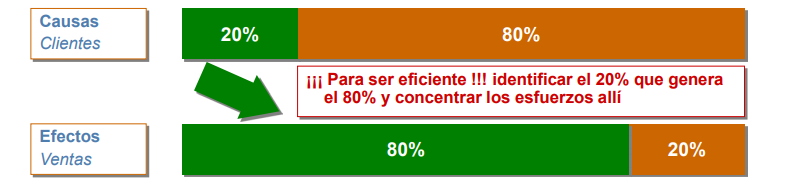 Causas
Clientes
20%
80%
¡¡¡ Para ser eficiente !!! identificar el 20% que genera
el 80% y concentrar los esfuerzos allí
Efectos
Ventas
80%
20%